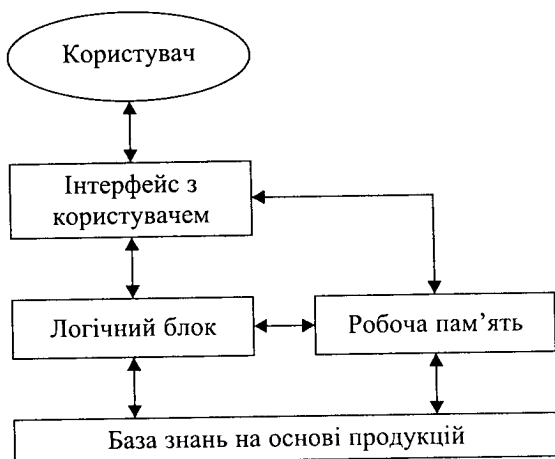 Користувач
Інтерфейс з
користувачем
Логічний блок
Робоча пам’ять
База знань на основі продукцій